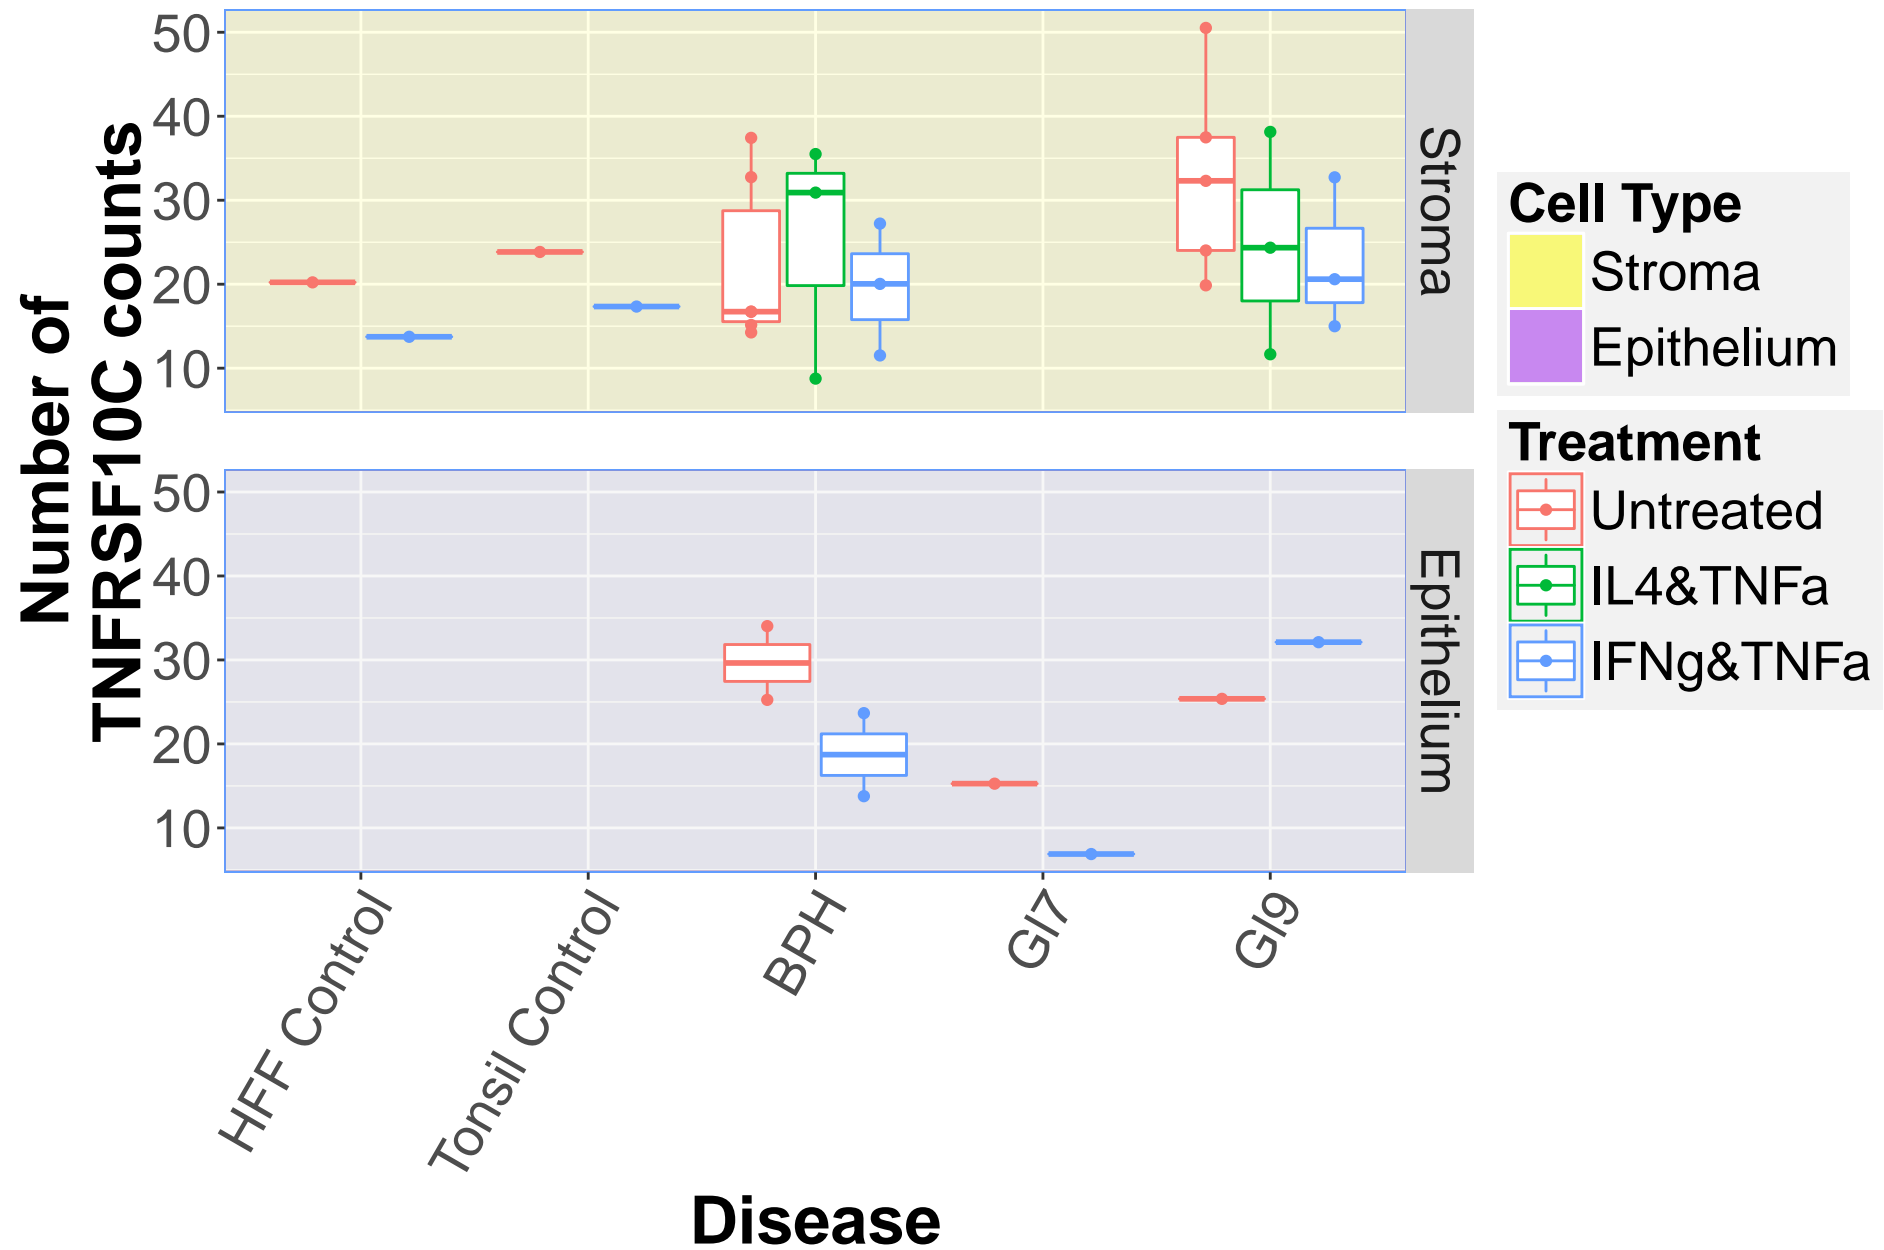 Number of
TNFRSF10C counts
50
40
30
20
10
Stroma
50
40
30
20
10
Epithelium
HFF Control
Tonsil Control
BPH
Gl7
Gl9
Disease
Cell Type
Stroma
Epithelium
Treatment
Untreated
IL4&TNFa
IFNg&TNFa